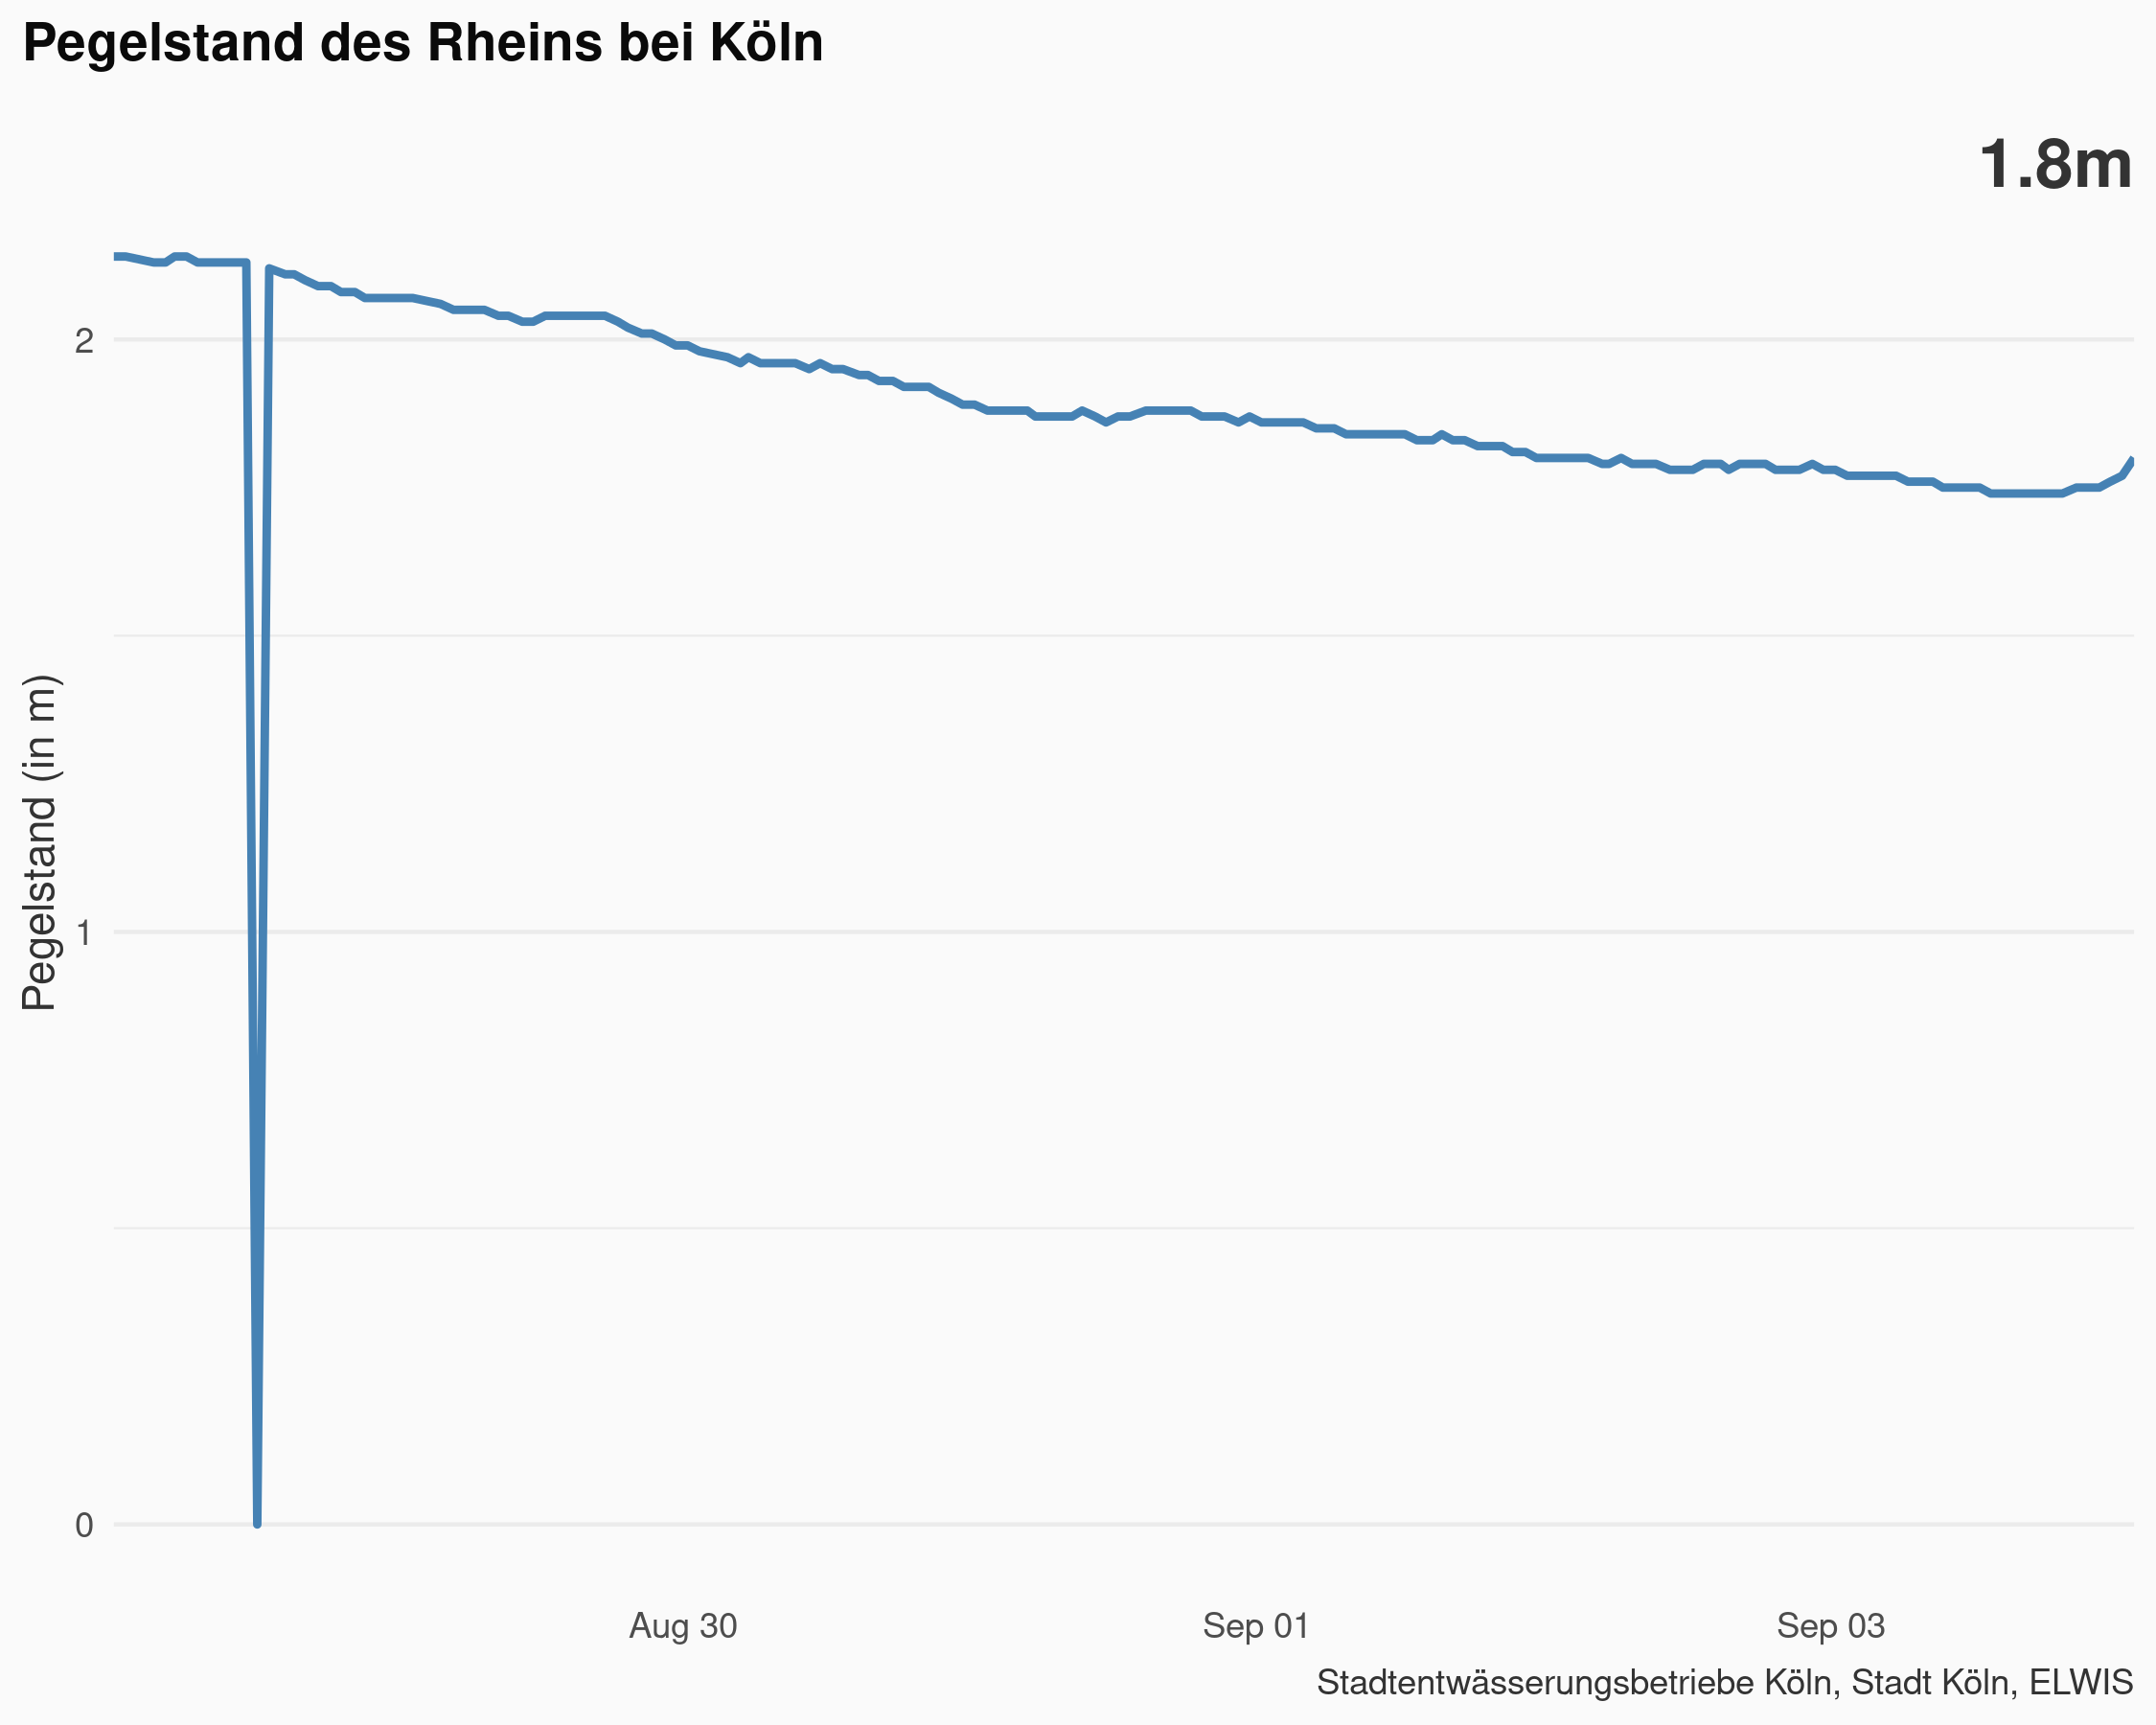 Pegelstand des Rheins bei Köln
1.8m
Pegelstand (in m)
2
1
0
Aug 30
Sep 01
Sep 03
Stadtentwässerungsbetriebe Köln, Stadt Köln, ELWIS